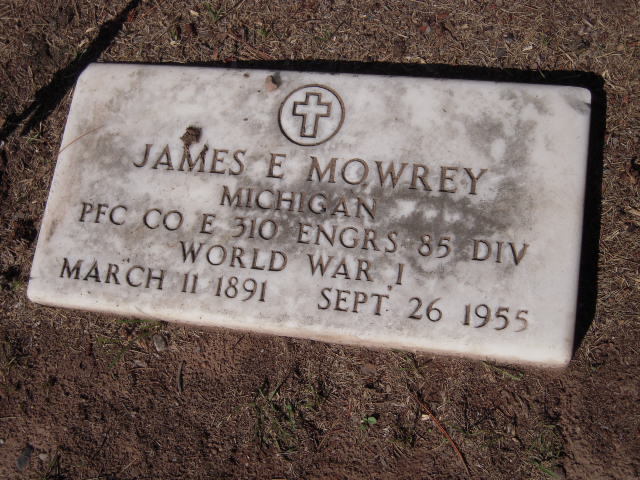 JAMES E MOWREY
MICHIGAN
PFC CO E 310 ENGRS 85 DIV
WORLD WAR I
MARCH 11 1891 SEPT 26 1955